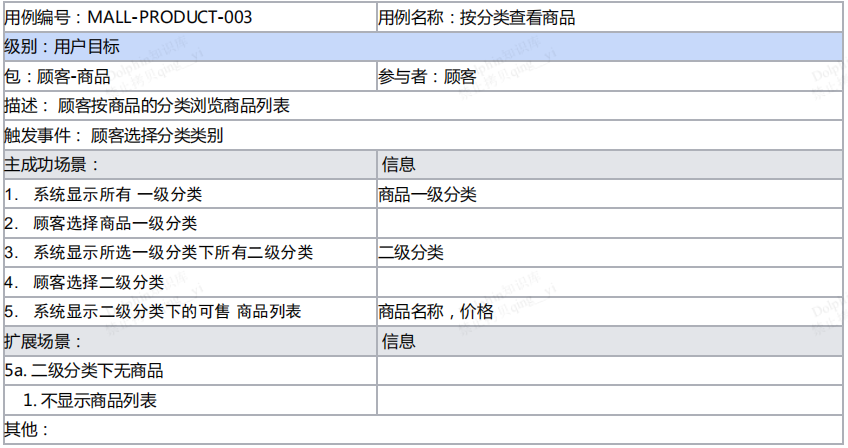 用例编号：MALL-PRODUCT-003 用例名称：按分类查看商品
级别：用户目标
包：顾客-商品 参与者：顾客
描述： 顾客按商品的分类浏览商品列表
触发事件： 顾客选择分类类别
主成功场景： 信息
1. 系统显示所有 一级分类 商品一级分类
2. 顾客选择商品一级分类
3. 系统显示所选一级分类下所有二级分类 二级分类
4. 顾客选择二级分类
5. 系统显示二级分类下的可售 商品列表 商品名称，价格
扩展场景： 信息
5a. 二级分类下无商品
1. 不显示商品列表
其他：